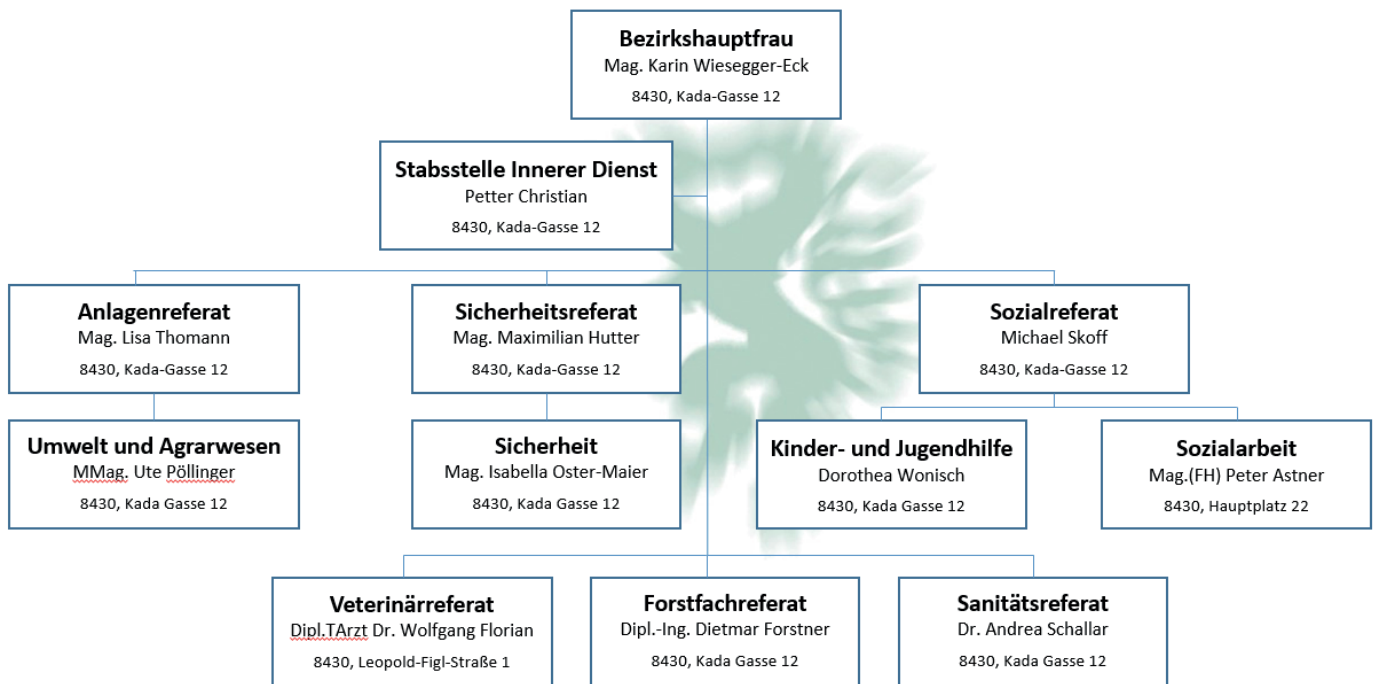 Bezirkshauptfrau
Mag. Karin Wiesegger-Eck
8430, Kada-Gasse 12
Stabsstelle Innerer Dienst
Petter Christian
8430, Kada-Gasse 12
Anlagenreferat
Mag. Lisa Thomann
8430, Kada-Gasse 12
Sicherheitsreferat
Mag. Maximilian Hutter
8430, Kada-Gasse 12
Sozialreferat
Michael Skoff
8430, Kada-Gasse 12
Umwelt und Agrarwesen
MMag. Ute Pöllinger
8430, Kada Gasse 12
Sicherheit
Mag. Isabella Oster-Maier
8430, Kada Gasse 12
Kinder- und Jugendhilfe
Dorothea Wonisch
8430, Kada Gasse 12
Sozialarbeit
Mag.(FH) Peter Astner
8430, Hauptplatz 22
Veterinärreferat
Dipl.TArzt Dr. Wolfgang Florian
8430, Leopold-Figl-Straße 1
Forstfachreferat
Dipl.-Ing. Dietmar Forstner
8430, Kada Gasse 12
Sanitätsreferat
Dr. Andrea Schallar
8430, Kada Gasse 12